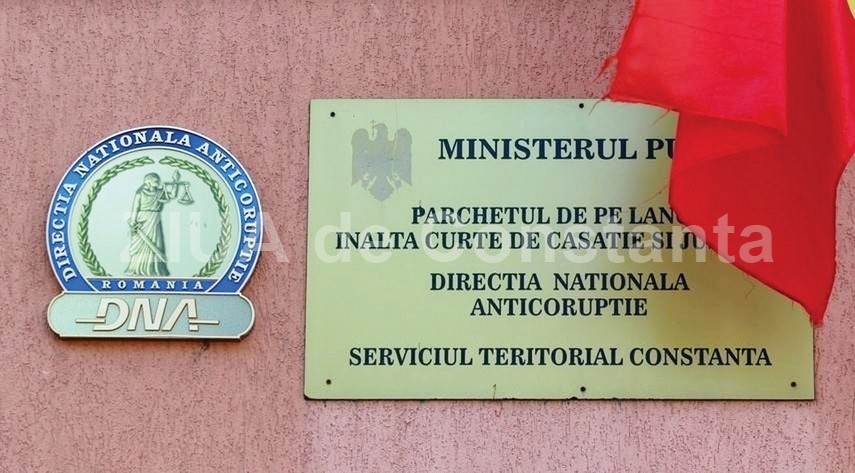 DIRECTIA NATIONALA ANTICORUPTIE
ROMANIA
DNA
MINISTERUL PU
PARCHETUL DE PE LANG
INALTA CURTE DE CASATIE SI JU
DIRECTIA NATIONALA
ANTICORUPTIE
SERVICIUL TERITORIAL CONSTANTA
ZIUA de Constanta